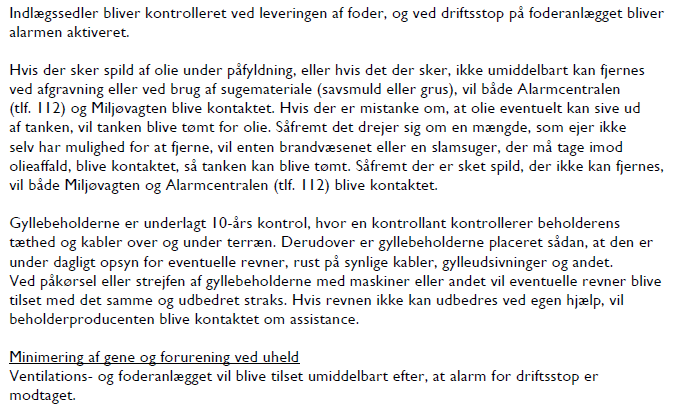 Indlægssedler bliver kontrolleret ved leveringen af foder, og ved driftsstop på foderanlægget bliver
alarmen aktiveret.
Hvis der sker spild af olie under påfyldning, eller hvis det der sker, ikke umiddelbart kan fjernes
ved afgravning eller ved brug af sugemateriale (savsmuld eller grus), vil både Alarmcentralen
(tlf. 112) og Miljøvagten blive kontaktet. Hvis der er mistanke om, at olie eventuelt kan sive ud
af tanken, vil tanken blive tømt for olie. Såfremt det drejer sig om en mængde, som ejer ikke
selv har mulighed for at fjerne, vil enten brandvæsenet eller en slamsuger, der må tage imod
olieaffald, blive kontaktet, så tanken kan blive tømt. Såfremt der er sket spild, der ikke kan fjernes,
vil både Miljøvagten og Alarmcentralen (tlf. 112) blive kontaktet.
Gyllebeholderne er underlagt 10-års kontrol, hvor en kontrollant kontrollerer beholderens
tæthed og kabler over og under terræn. Derudover er gyllebeholderne placeret sådan, at den er
under dagligt opsyn for eventuelle revner, rust på synlige kabler, gylleudsivninger og andet.
Ved påkørsel eller strejfen af gyllebeholderne med maskiner eller andet vil eventuelle revner blive
tilset med det samme og udbedret straks. Hvis revnen ikke kan udbedres ved egen hjælp, vil
beholderproducenten blive kontaktet om assistance.
Minimering af gene og forurening ved uheld
Ventilations- og foderanlægget vil blive tilset umiddelbart efter, at alarm for driftsstop er
modtaget.